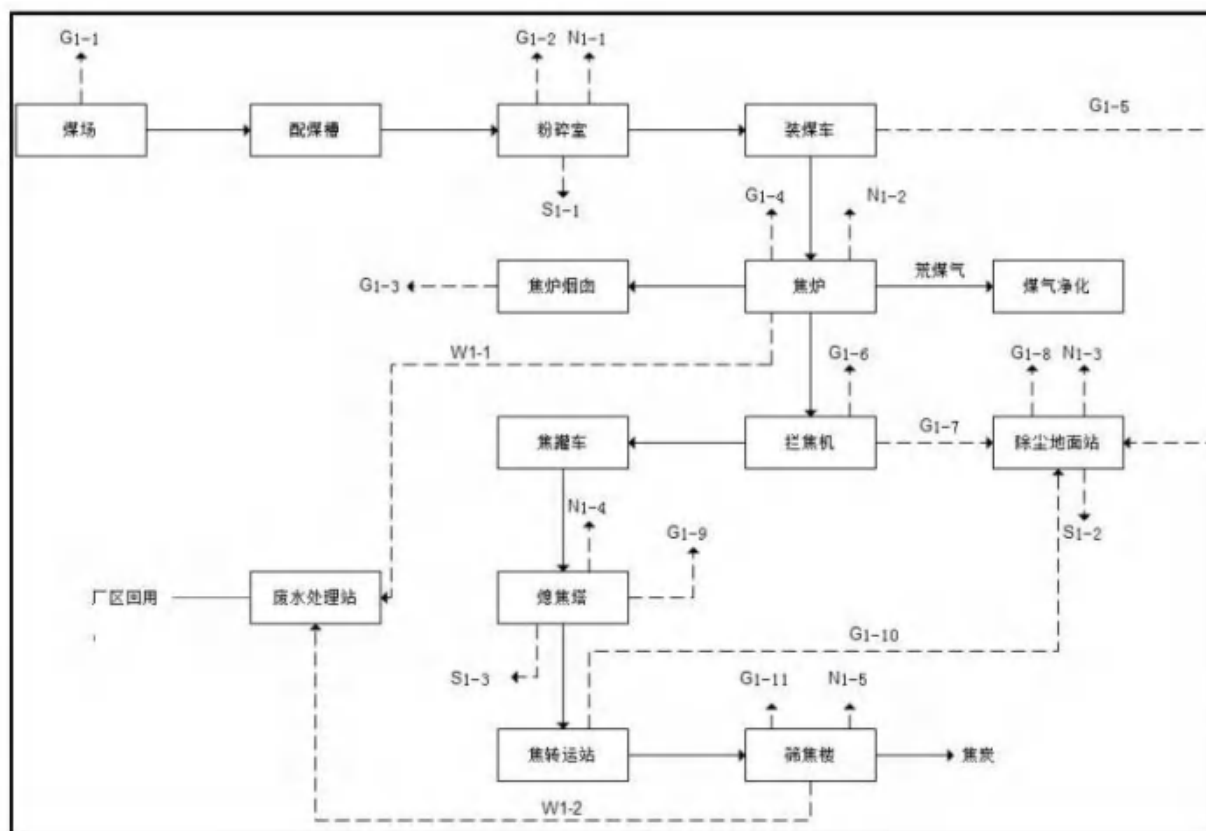 G1-1
G1-2
N1-1
煤场
配煤槽
粉碎室
装煤车
G1-5
S1-1
G1-4
N1-2
G1-3
焦炉烟囱
焦炉
荒煤气
煤气净化
W1-1
G1-6
G1-8
N1-3
焦罐车
拦焦机
G1-7
除尘地面站
N1-4
G1-9
S1-2
厂区回用
废水处理站
熄焦塔
G1-10
S1-3
G1-11
N1-5
焦转运站
筛焦楼
焦炭
W1-2